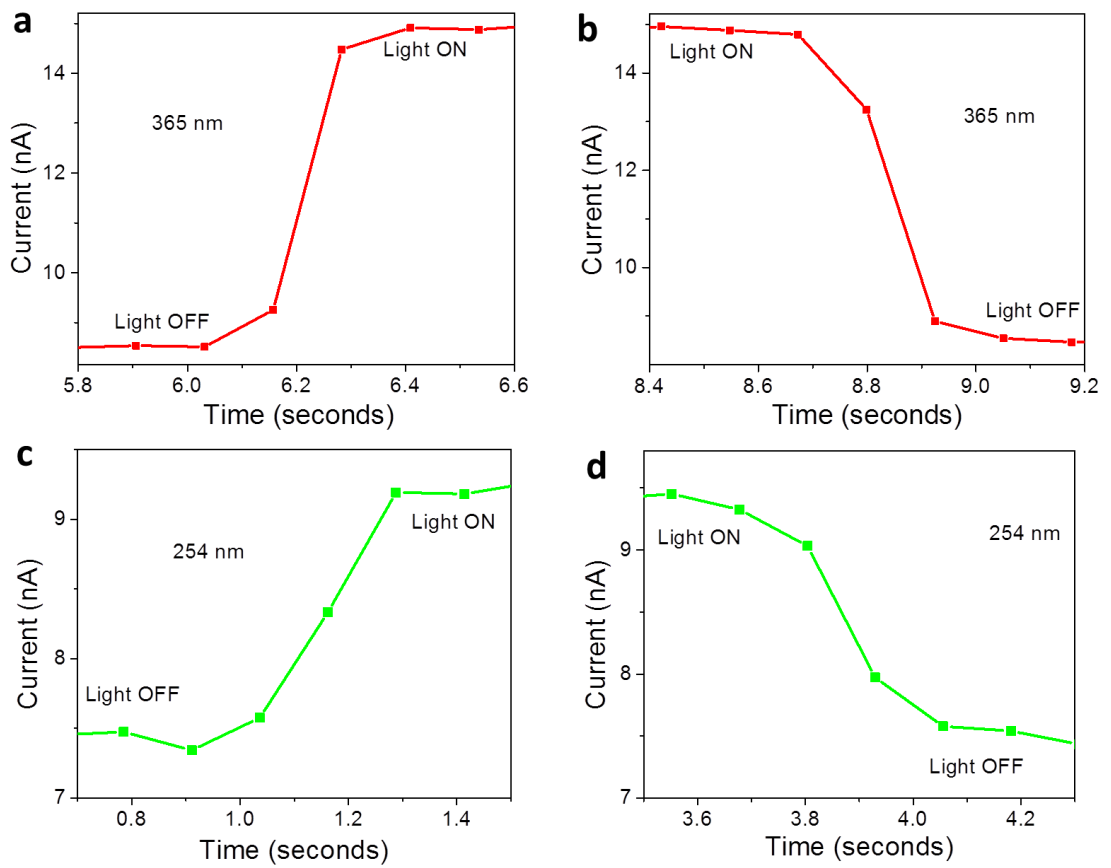 a
Current (nA)
14
12
10
365 nm
Light ON
Light OFF
5.8 6.0 6.2 6.4 6.6
Time (seconds)
b
Current (nA)
14
12
10
Light ON
365 nm
Light OFF
8.4 8.6 8.8 9.0 9.2
Time (seconds)
c
Current (nA)
9
8
7
254 nm
Light ON
Light OFF
0.8 1.0 1.2 1.4
Time (seconds)
d
Current (nA)
9
8
7
Light ON
254 nm
Light OFF
3.6 3.8 4.0 4.2
Time (seconds)